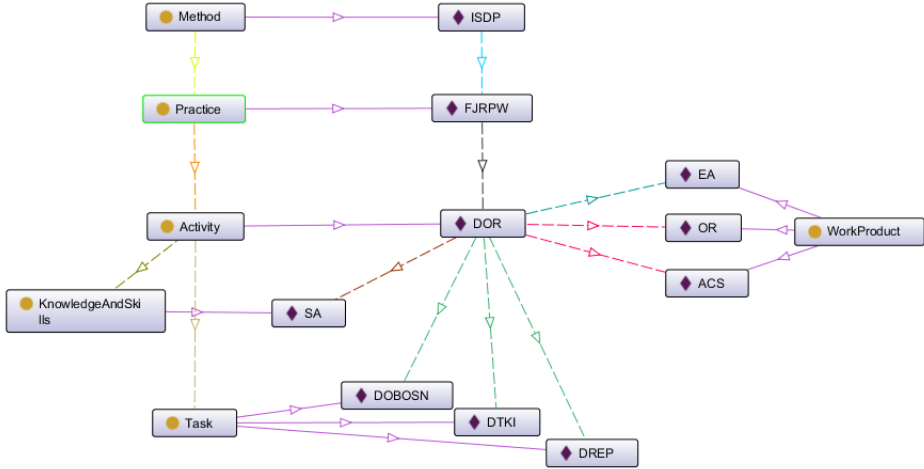 Method
ISDP
Practice
FJRPW
EA
Activity
DOR
OR
WorkProduct
KnowledgeAndSki
lls
SA
ACS
DOBOSN
Task
DTKI
DREP